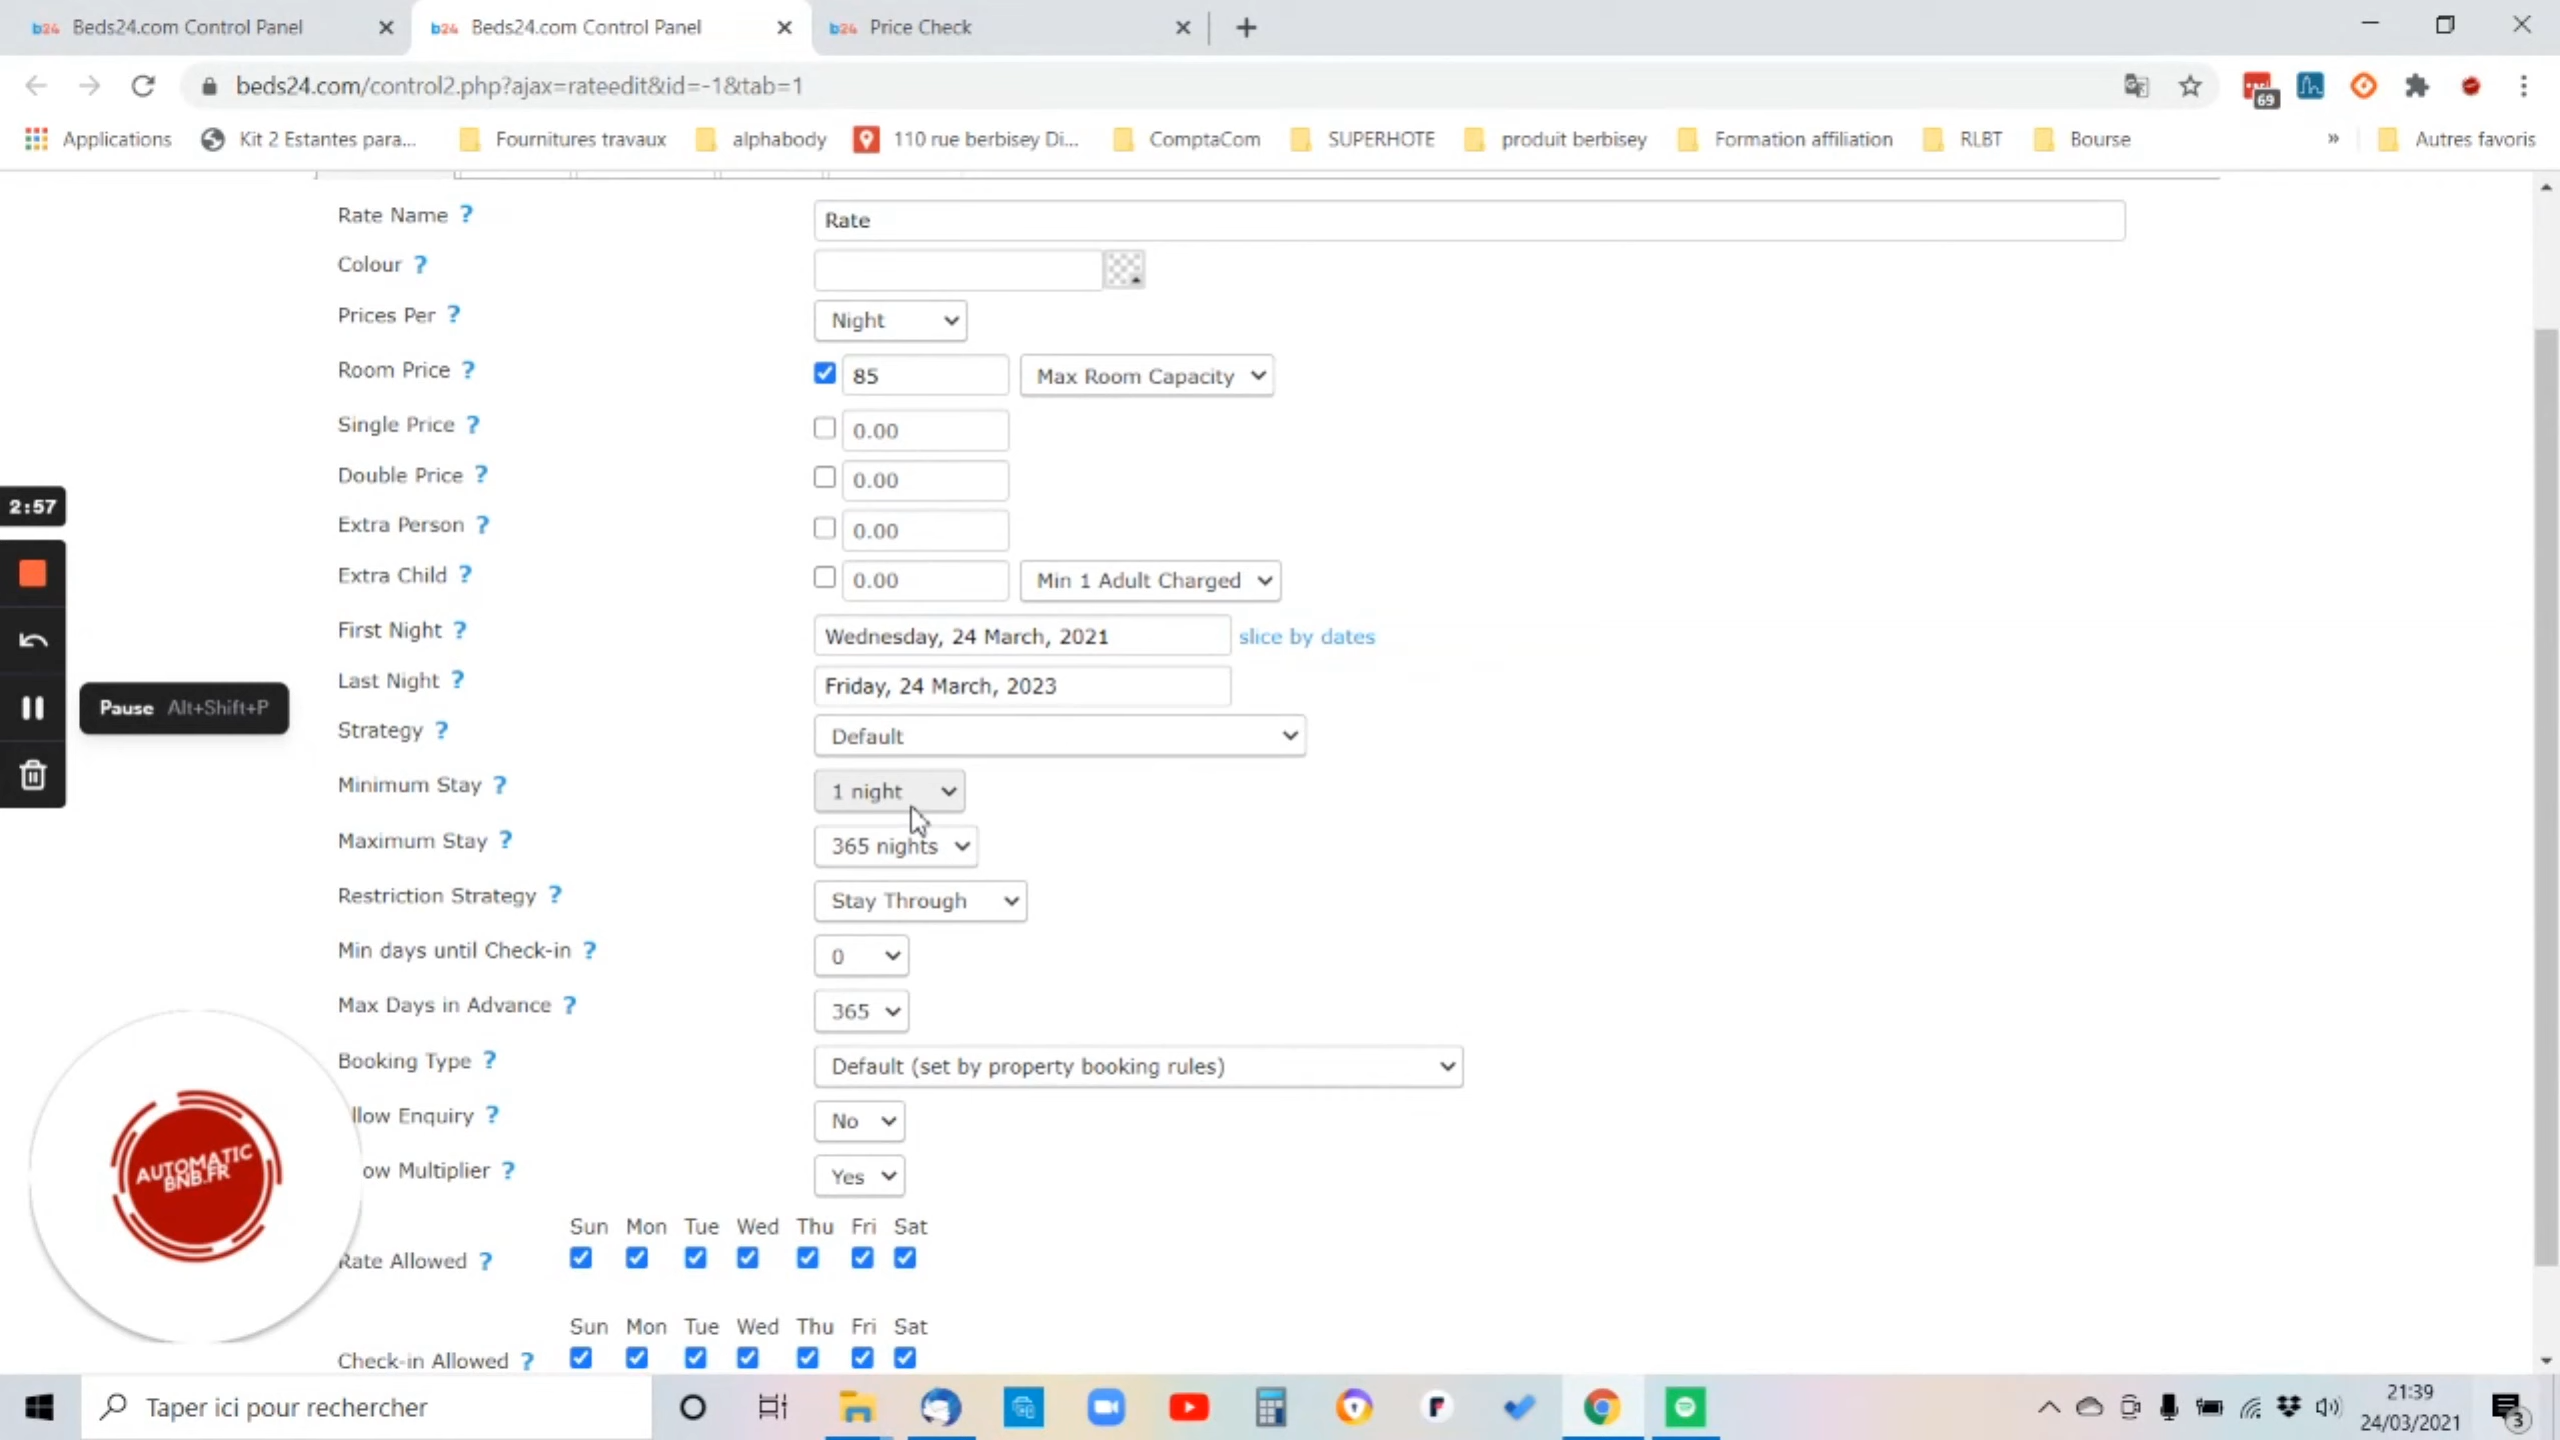 b24 Beds24.com Control Panel
b24 Beds24.com Control Panel
b24 Price Check
beds24.com/control2.php?ajax=rateedit&id=-1&tab=1
69
Applications
Kit 2 Estantes para...
Fournitures travaux
alphabody
110 rue berbisey Di...
ComptaCom
SUPERHOTE
produit berbisey
Formation affiliation
RLBT
Bourse
»
Autres favoris
Rate Name ? Rate
Colour ?
Prices Per ? Night
Room Price ? 85 Max Room Capacity
Single Price ? 0.00
Double Price ? 0.00
Extra Person ? 0.00
Extra Child ? 0.00 Min 1 Adult Charged
First Night ? Wednesday, 24 March, 2021 slice by dates
Last Night ? Friday, 24 March, 2023
Strategy ? Default
Minimum Stay ? 1 night
Maximum Stay ? 365 nights
Restriction Strategy ? Stay Through
Min days until Check-in ? 0
Max Days in Advance ? 365
Booking Type ? Default (set by property booking rules)
llow Enquiry ? No
ow Multiplier ? Yes
Sun Mon Tue Wed Thu Fri Sat
Rate Allowed ?
Sun Mon Tue Wed Thu Fri Sat
Check-in Allowed ?
2:57
Pause Alt+Shift+P
AUTOMATIC
BNB.FR
Taper ici pour rechercher
21:39
24/03/2021
3